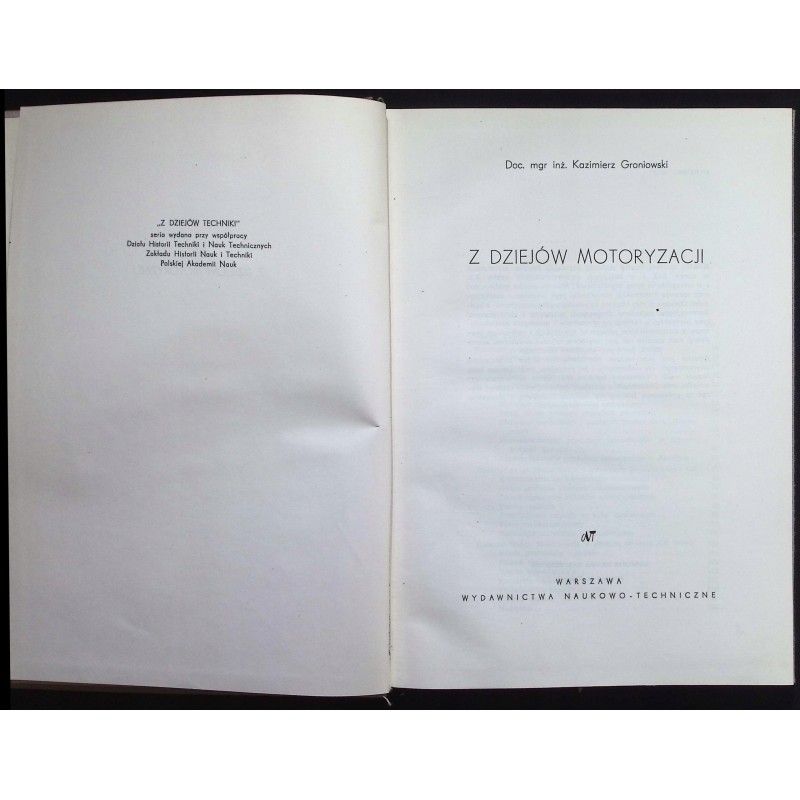 „Z DZIEJÓW TECHNIKI"
seria wydana przy współpracy
Działu Historii Techniki i Nauk Technicznych
Zakładu Historii Nauk i Techniki
Polskiej Akademii Nauk
Doc. mgr inż. Kazimierz Groniowski
Z DZIEJÓW MOTORYZACJI
WARSZAWA
WYDAWNICTWA NAUKOWO-TECHNICZNE